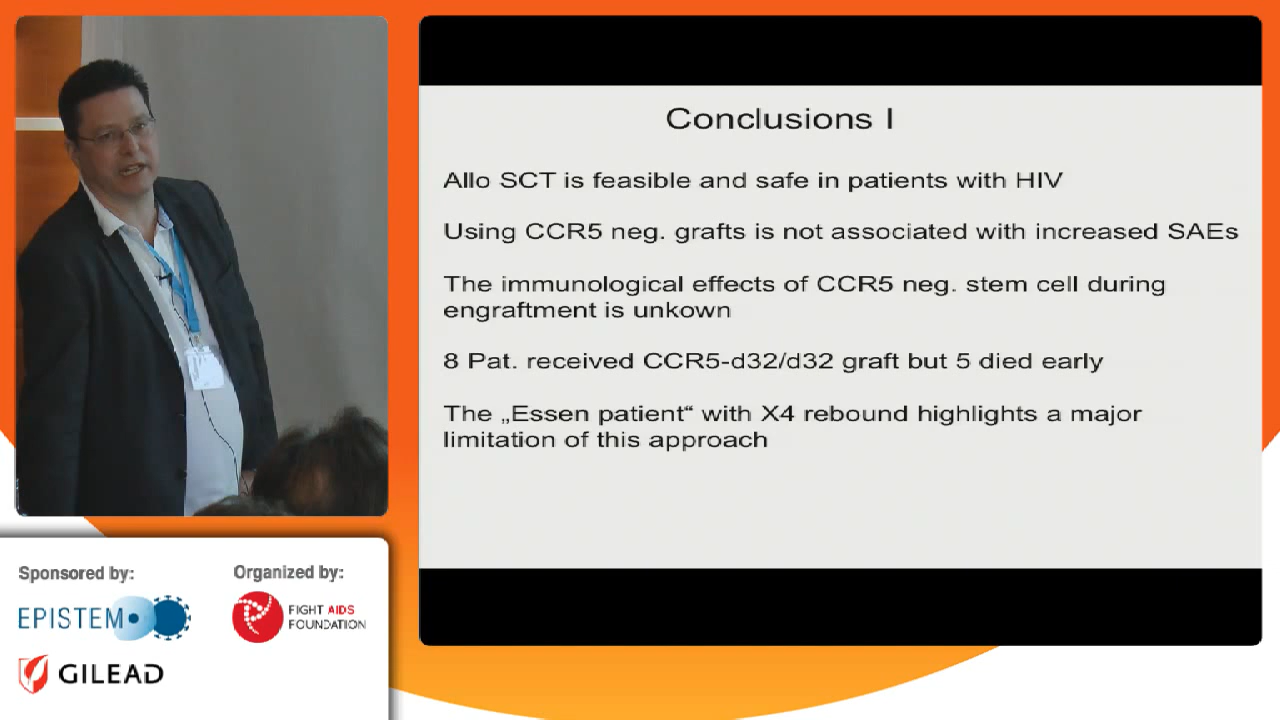 Conclusions I
Allo SCT is feasible and safe in patients with HIV
Using CCR5 neg. grafts is not associated with increased SAEs
The immunological effects of CCR5 neg. stem cell during
engraftment is unkown
8 Pat. received CCR5-d32/d32 graft but 5 died early
The „Essen patient“ with X4 rebound highlights a major
limitation of this approach
Sponsored by:
EPISTEM
GILEAD
Organized by:
FIGHT AIDS
FOUNDATION